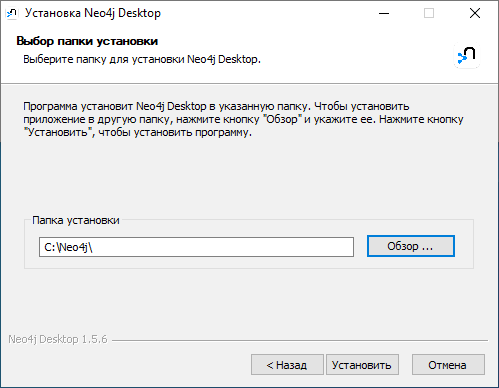 Установка Neo4j Desktop
Выбор папки установки
Выберите папку для установки Neo4j Desktop.
Программа установит Neo4j Desktop в указанную папку. Чтобы установить
приложение в другую папку, нажмите кнопку "Обзор" и укажите ее. Нажмите кнопку
"Установить", чтобы установить программу.
Папка установки
C:\Neo4j\
Обзор ...
Neo4j Desktop 1.5.6
< Назад
Установить
Отмена